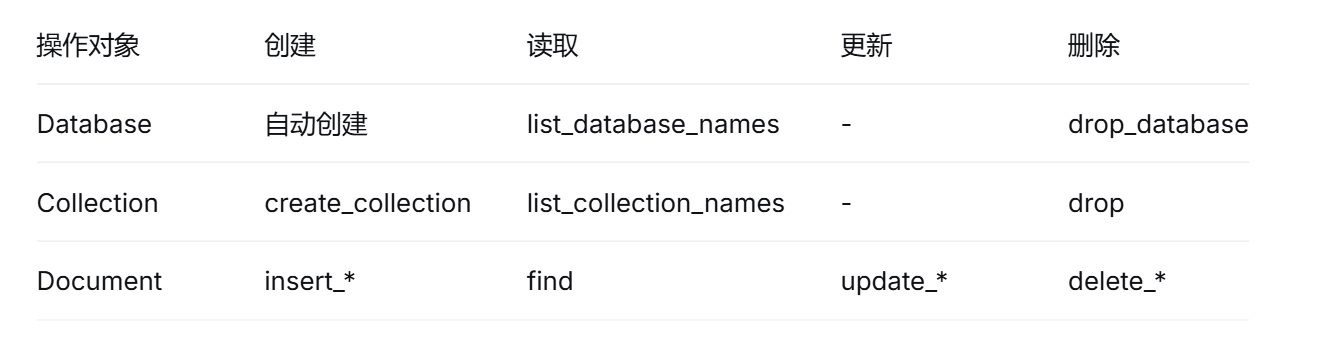 操作对象 创建 读取 更新 删除
Database 自动创建 list_database_names - drop_database
Collection create_collection list_collection_names - drop
Document insert_* find update_* delete_*